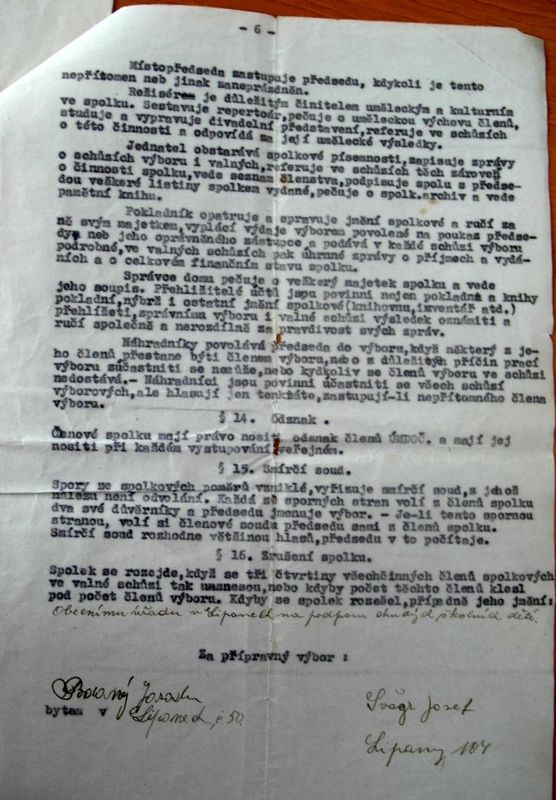 - 6 -
Místopředseda zastupuje předsedu, kdykoli je tento
nepřítomen neb jinak zaneprázdněn.
Režisérem je důležitým činitelem uměleckým a kulturním
ve spolku. Sestavuje repertoár, pečuje o uměleckou výchovu členů,
studuje a vypravuje divadelní představení, referuje ve schůzích
o této činnosti a odpovídá za její umělecké výsledky.
Jednatel obstarává spolkové písemnosti, zapisuje zprávy
o schůzích výboru i valných, referuje ve schůzích těch zároveň
o činnosti spolku, vede seznam členstva, podpisuje spolu s předse-
dou veškeré listiny spolkem vydané, pečuje o spolk. archiv a vede
pamětní knihu.
Pokladník opatruje a spravuje jmění spolkové a ručí za
ně svým majetkem, vyplácí výdaje výborem povolené na poukaz předse-
dy neb jeho oprávněného zástupce a podává v každé schůzi výboru
podrobné, ve valných schůzích pak úhrnné zprávy o příjmech a vydá-
ních a o celkovém finančním stavu spolku.
Správce domu pečuje o veškerý majetek spolku a vede
jeho soupis. Přehlížitelé účtů jsou povinni nejen pokladnu a knihy
pokladní, nýbrž i ostatní jmění spolkové (knihovnu, inventář atd.)
přehlížeti, správnímu výboru i valné schůzi výsledek oznámiti a
ručí společně a nerozdílně za pravdivost svých zpráv.
Náhradníky povolává předseda do výboru, když některý z je-
ho členů přestane býti členem výboru, nebo z důležitých příčin prací
výboru zúčastniti se nemůže, nebo kdykoliv se členů výboru ve schůzi
nedostává.- Náhradníci jsou povinni účastniti se všech schůzí
výborových, ale hlasují jen tenkráte, zastupují-li nepřítomného člena
výboru.
§ 14. Odznak .
Členové spolku mají právo nositi odznak členů ÚMDOČ. a mají jej
nositi při každém vystupování veřejném.
§ 15. Smírčí soud.
Spory ze spolkových poměrů vzniklé, vyřizuje smírčí soud, z jehož
nálezu není odvolání. Každá ze sporných stran volí z členů spolku
dva své důvěrníky a předsedu jmenuje výbor. - Je-li tento spornou
stranou, volí si členové soudu předsedu sami z členů spolku.
Smírčí soud rozhodne většinou hlasů, předsedu v to počítaje.
§ 16. Zrušení spolku.
Spolek se rozejde, když se tři čtvrtiny všech činných členů spolkových
ve valné schůzi tak usnesou, nebo kdyby počet těchto členů klesl
pod počet členů výboru. Kdyby se spolek rozešel, případně jeho jmění:
Obecnímu úřadu v Lipanech na podporu chudých školních dětí.
Za přípravný výbor :
Jarosl
bytem v Lipanech, č 50.
Švágr Josef
Lipany 104